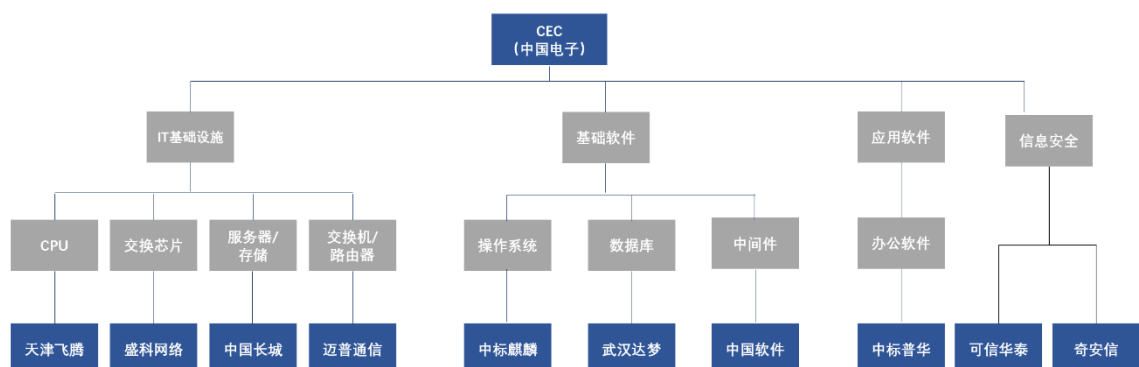 CEC
(中国电子)
IT基础设施
基础软件
应用软件
信息安全
CPU
交换芯片
服务器/
存储
交换机/
路由器
操作系统
数据库
中间件
办公软件
天津飞腾
盛科网络
中国长城
迈普通信
中标麒麟
武汉达梦
中国软件
中标普华
可信华泰
奇安信